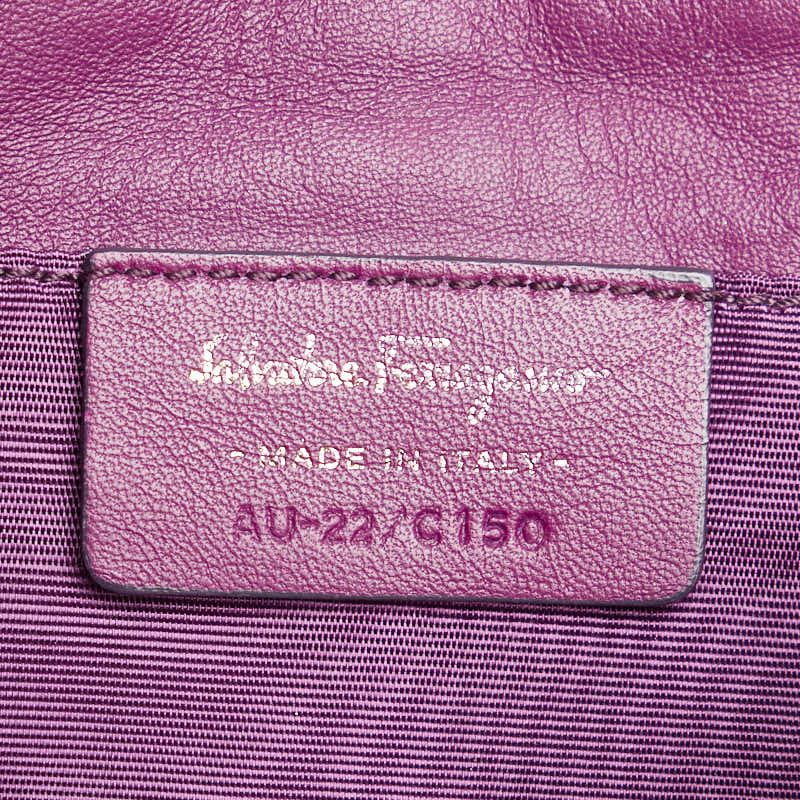 Salvatore Ferragamo
- MADE IN ITALY -
AU-22/C150